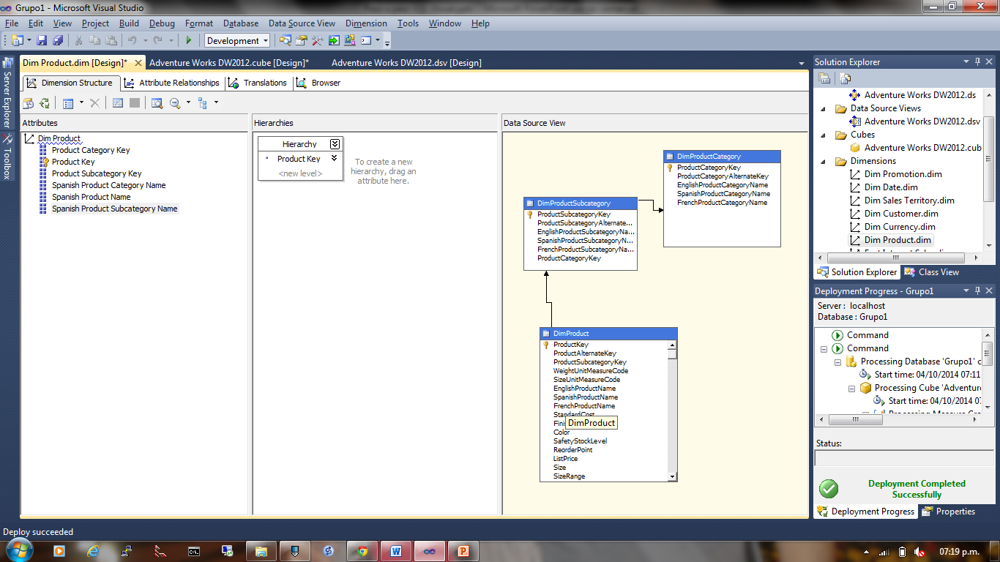 Grupo1 - Microsoft Visual Studio
File Edit View Project Build Debug Format Database Data Source View Dimension Tools Window Help
Development
Dim Product.dim [Design]* Adventure Works DW2012.cube [Design]* Adventure Works DW2012.dsv [Design]
Dimension Structure Attribute Relationships Translations Browser
Server Explorer
Toolbox
Attributes
Dim Product
Product Category Key
Product Key
Product Subcategory Key
Spanish Product Category Name
Spanish Product Name
Spanish Product Subcategory Name
Hierarchies
Hierarchy
Product Key
<new level>
To create a new
hierarchy, drag an
attribute here.
Data Source View
DimProductCategory
ProductCategoryKey
ProductCategoryAlternateKey
EnglishProductCategoryName
SpanishProductCategoryName
FrenchProductCategoryName
DimProductSubcategory
ProductSubcategoryKey
ProductSubcategoryAlternate...
EnglishProductSubcategoryNa...
SpanishProductSubcategoryN...
FrenchProductSubcategoryNa...
ProductCategoryKey
DimProduct
ProductKey
ProductAlternateKey
ProductSubcategoryKey
WeightUnitMeasureCode
SizeUnitMeasureCode
EnglishProductName
SpanishProductName
FrenchProductName
StandardCost
DimProduct
Color
SafetyStockLevel
ReorderPoint
ListPrice
Size
SizeRange
Solution Explorer
Adventure Works DW2012.ds
Data Source Views
Adventure Works DW2012.dsv
Cubes
Adventure Works DW2012.cub
Dimensions
Dim Promotion.dim
Dim Date.dim
Dim Sales Territory.dim
Dim Customer.dim
Dim Currency.dim
Dim Product.dim
Solution Explorer Class View
Deployment Progress - Grupo1
Server : localhost
Database : Grupo1
Command
Command
Processing Database 'Grupo1' c
Start time: 04/10/2014 07:11
Processing Cube 'Adventure
Start time: 04/10/2014 07
Status:
Deployment Completed
Successfully
Deployment Progress Properties
Deploy succeeded
07:19 p.m.